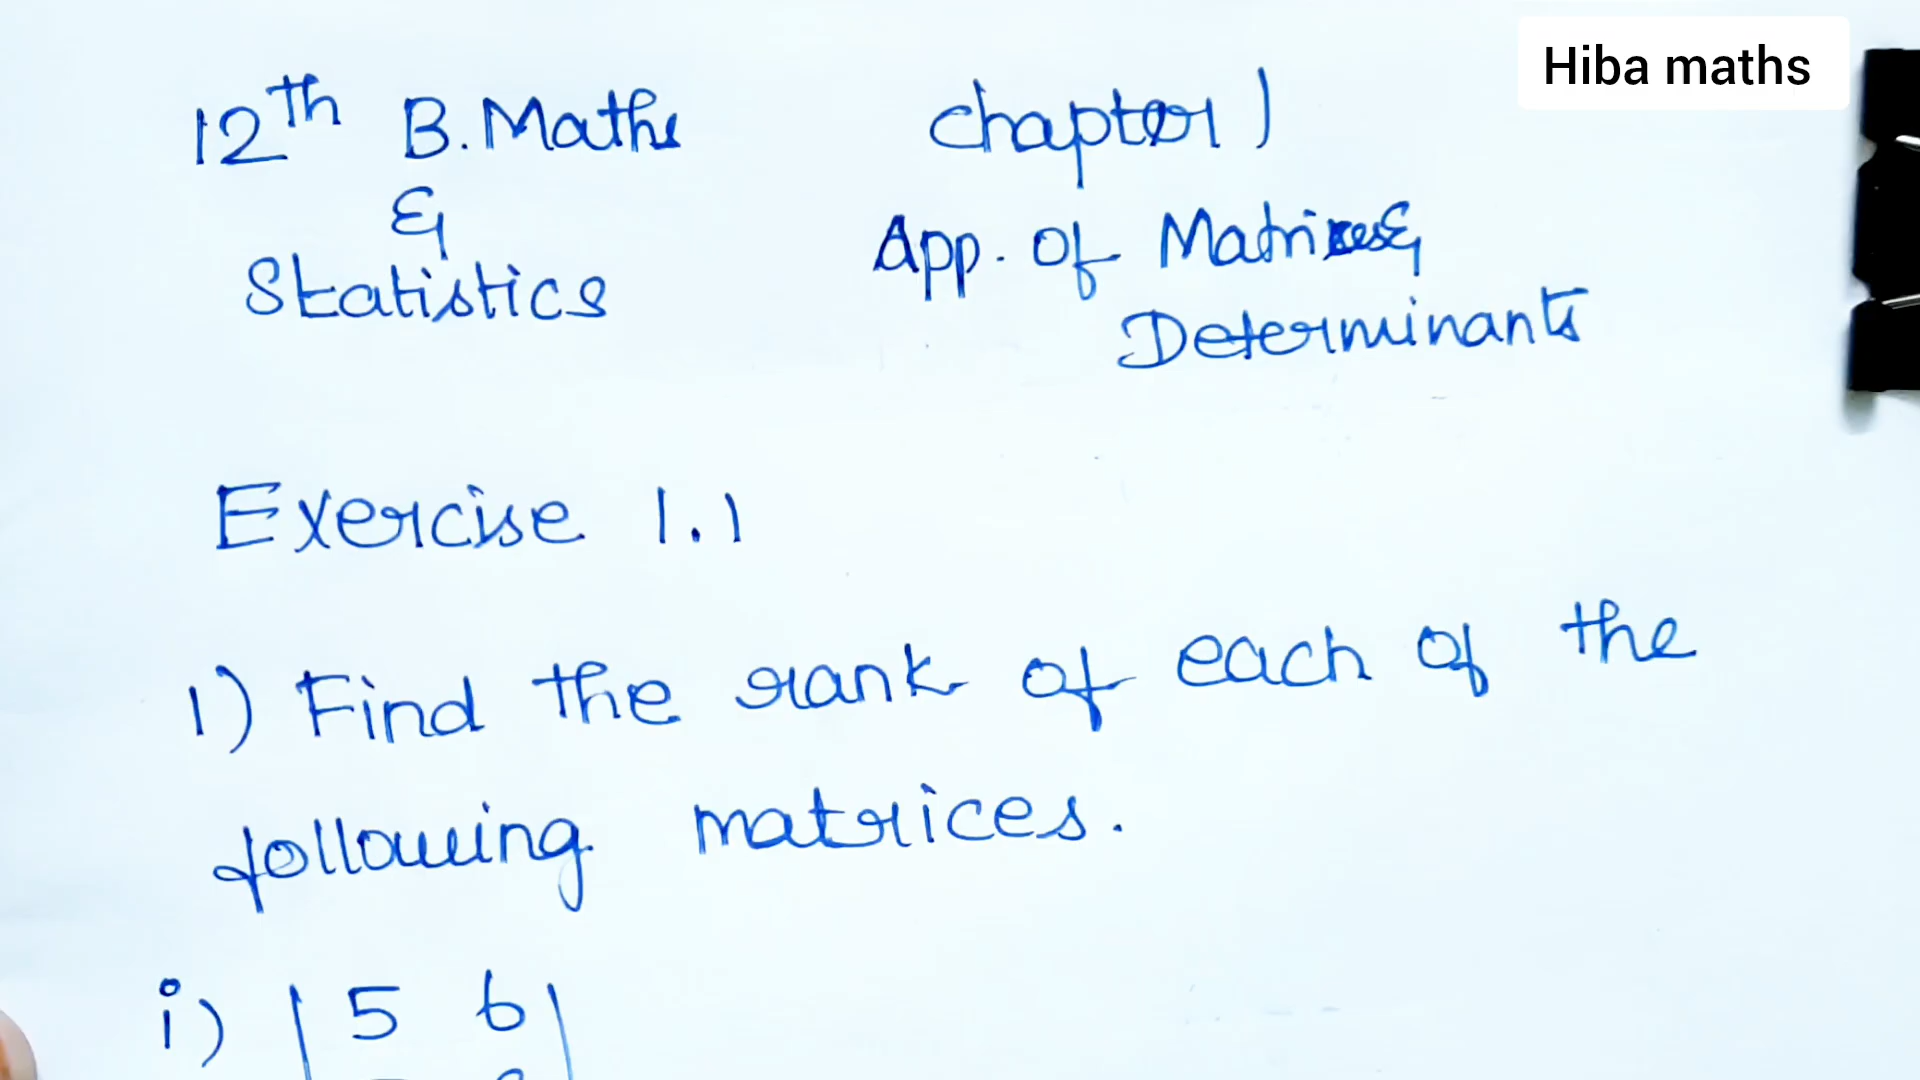 Hiba maths
12th B.Maths
&
Statistics
chapter 1
App. of Matrices &
Determinants
Exercise 1.1
1) Find the rank of each of the
following matrices.
i) | 5 6 |